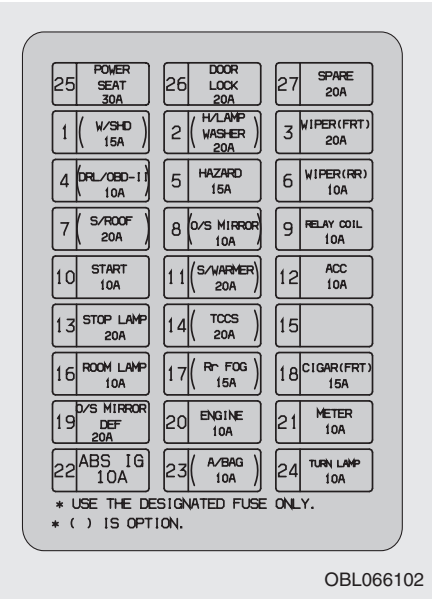 25 POWER SEAT 30A
26 DOOR LOCK 20A
27 SPARE 20A
1 ( W/SHD ) 15A
2 ( H/LAMP WASHER ) 20A
3 WIPER(FRT) 20A
4 (DRL/OBD-II) 10A
5 HAZARD 15A
6 WIPER(RR) 10A
7 ( S/ROOF ) 20A
8 O/S MIRROR 10A
9 RELAY COIL 10A
10 START 10A
11 (S/WARMER) 20A
12 ACC 10A
13 STOP LAMP 20A
14 ( TCCS ) 20A
15
16 ROOM LAMP 10A
17 ( Rr FOG ) 15A
18 CIGAR(FRT) 15A
19 O/S MIRROR DEF 20A
20 ENGINE 10A
21 METER 10A
22 ABS IG 10A
23 ( A/BAG ) 10A
24 TURN LAMP 10A
* USE THE DESIGNATED FUSE ONLY.
* ( ) IS OPTION.
OBL066102